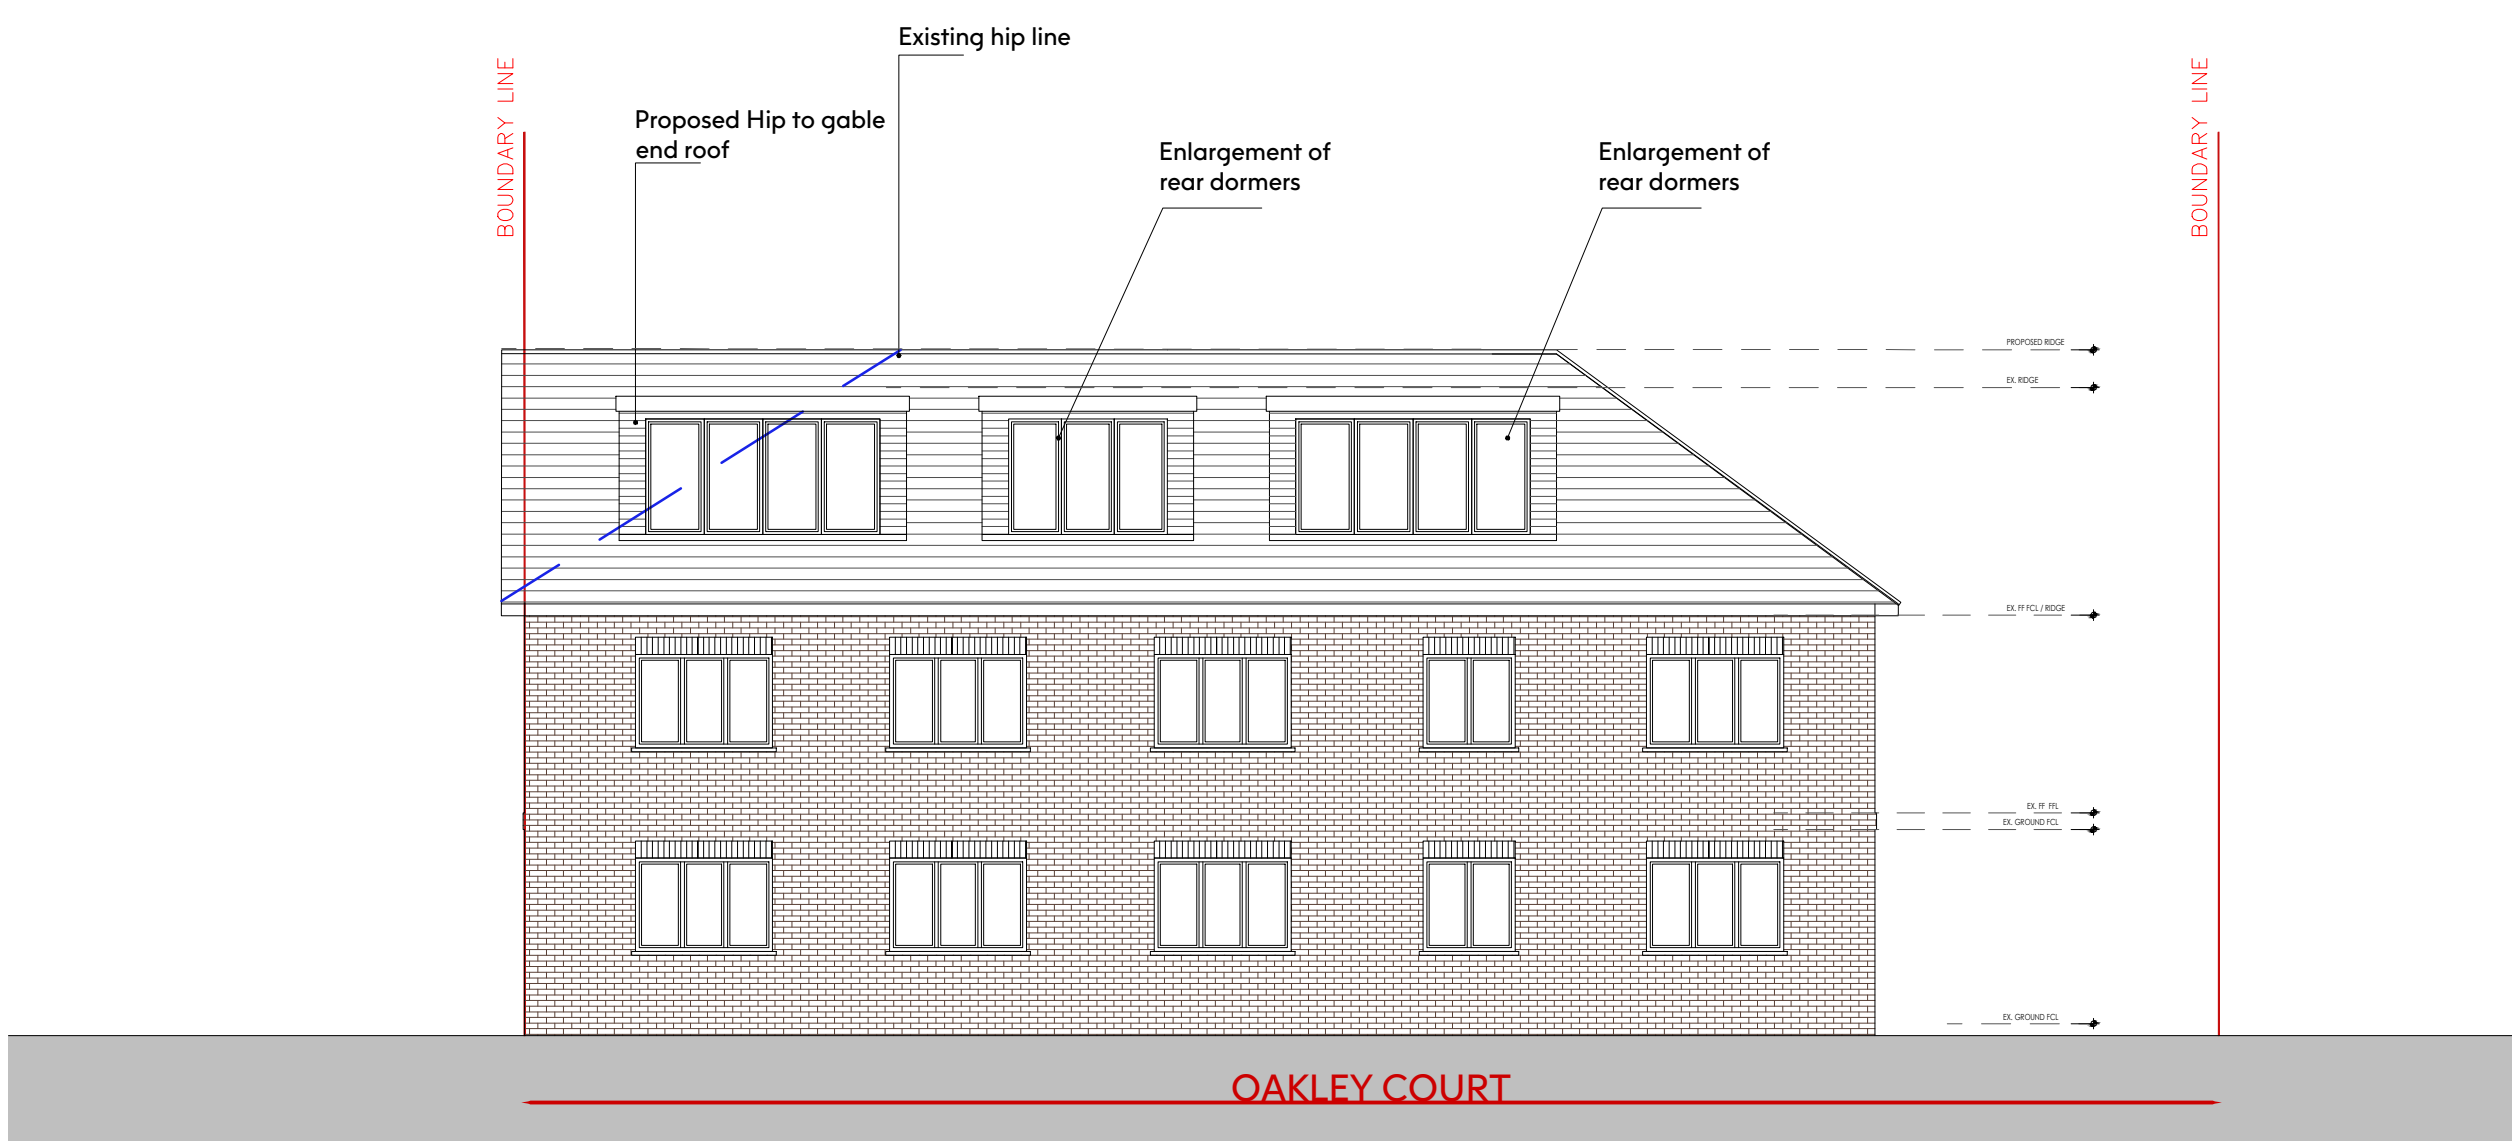 Existing hip line
BOUNDARY LINE
BOUNDARY LINE
Proposed Hip to gable
end roof
Enlargement of
rear dormers
Enlargement of
rear dormers
PROPOSED RIDGE
EX. RIDGE
EX. FF FCL / RIDGE
EX. FF FFL
EX. GROUND FCL
EX. GROUND FCL
OAKLEY COURT